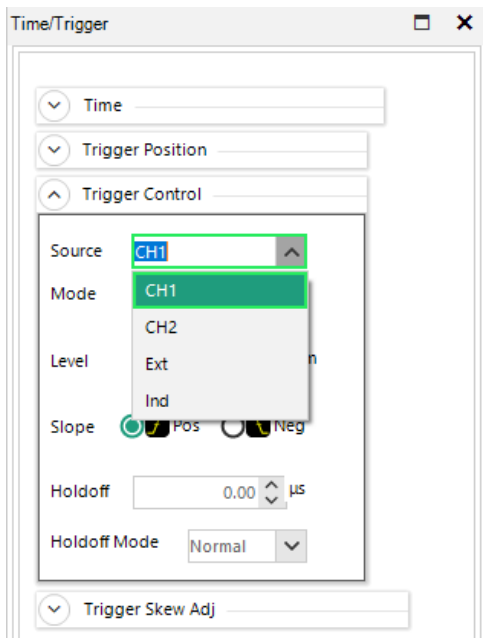 Time/Trigger
Time
Trigger Position
Trigger Control
Source CH1
Mode CH1
CH2
Level Ext
Ind
Slope Pos Neg
Holdoff 0.00 µs
Holdoff Mode Normal
Trigger Skew Adj